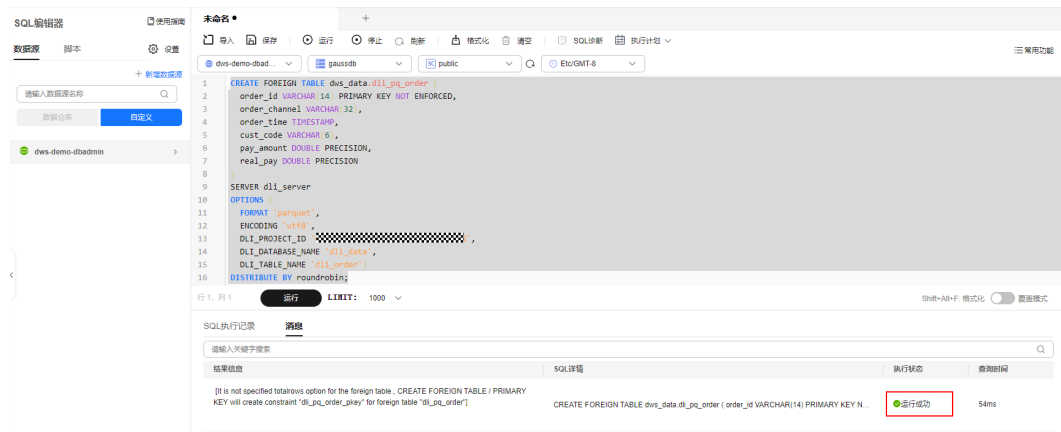 SQL编辑器
使用指南
数据源 脚本 设置
+ 新增数据源
请输入数据源名称
数据仓库 自定义
dws-demo-dbadmin
未命名 ● +
导入 保存 运行 停止 刷新 格式化 清空 SQL诊断 执行计划
常用功能
dws-demo-dbad... gaussdb public Etc/GMT-8
1 CREATE FOREIGN TABLE dws_data.dli_pq_order (
2 order_id VARCHAR(14) PRIMARY KEY NOT ENFORCED,
3 order_channel VARCHAR(32),
4 order_time TIMESTAMP,
5 cust_code VARCHAR(6),
6 pay_amount DOUBLE PRECISION,
7 real_pay DOUBLE PRECISION
8 )
9 SERVER dli_server
10 OPTIONS (
11 FORMAT 'parquet',
12 ENCODING 'utf8',
13 DLI_PROJECT_ID ',
14 DLI_DATABASE_NAME 'dli_data',
15 DLI_TABLE_NAME 'dli_order')
16 DISTRIBUTE BY roundrobin;
行 1, 列 1 运行 LIMIT: 1000 Shift+Alt+F: 格式化 覆盖模式
SQL执行记录 消息
请输入关键字搜索
结果信息 SQL详情 执行状态 查询时间
[It is not specified totalrows option for the foreign table., CREATE FOREIGN TABLE / PRIMARY
KEY will create constraint "dli_pq_order_pkey" for foreign table "dli_pq_order"]
CREATE FOREIGN TABLE dws_data.dli_pq_order ( order_id VARCHAR(14) PRIMARY KEY N... 运行成功 54ms